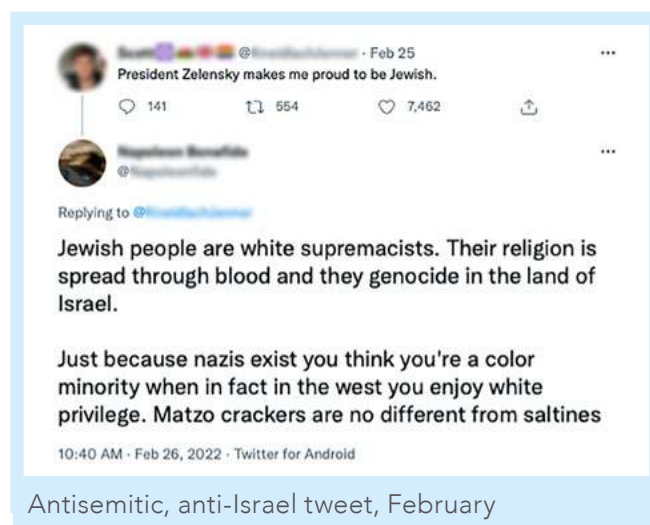 @ · Feb 25
President Zelensky makes me proud to be Jewish.
141 554 7,462
@
Replying to @
Jewish people are white supremacists. Their religion is
spread through blood and they genocide in the land of
Israel.
Just because nazis exist you think you're a color
minority when in fact in the west you enjoy white
privilege. Matzo crackers are no different from saltines
10:40 AM · Feb 26, 2022 · Twitter for Android
Antisemitic, anti-Israel tweet, February